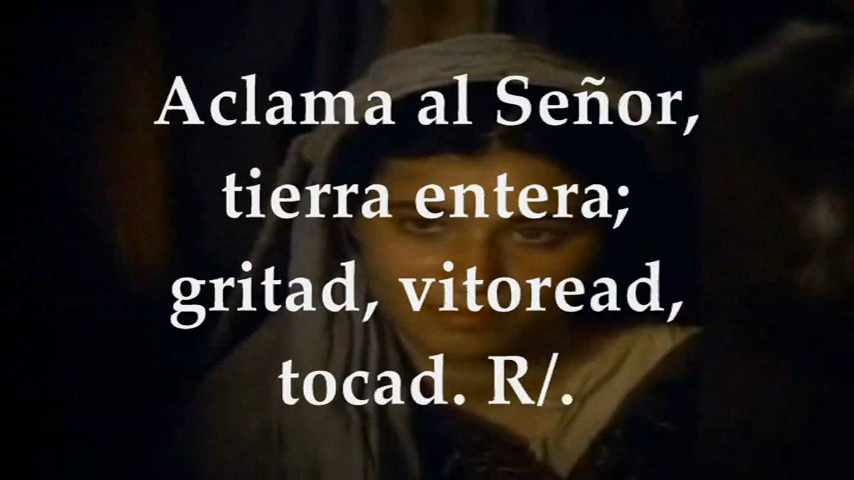 Aclama al Señor,
tierra entera;
gritad, vitoread,
tocad. R/.